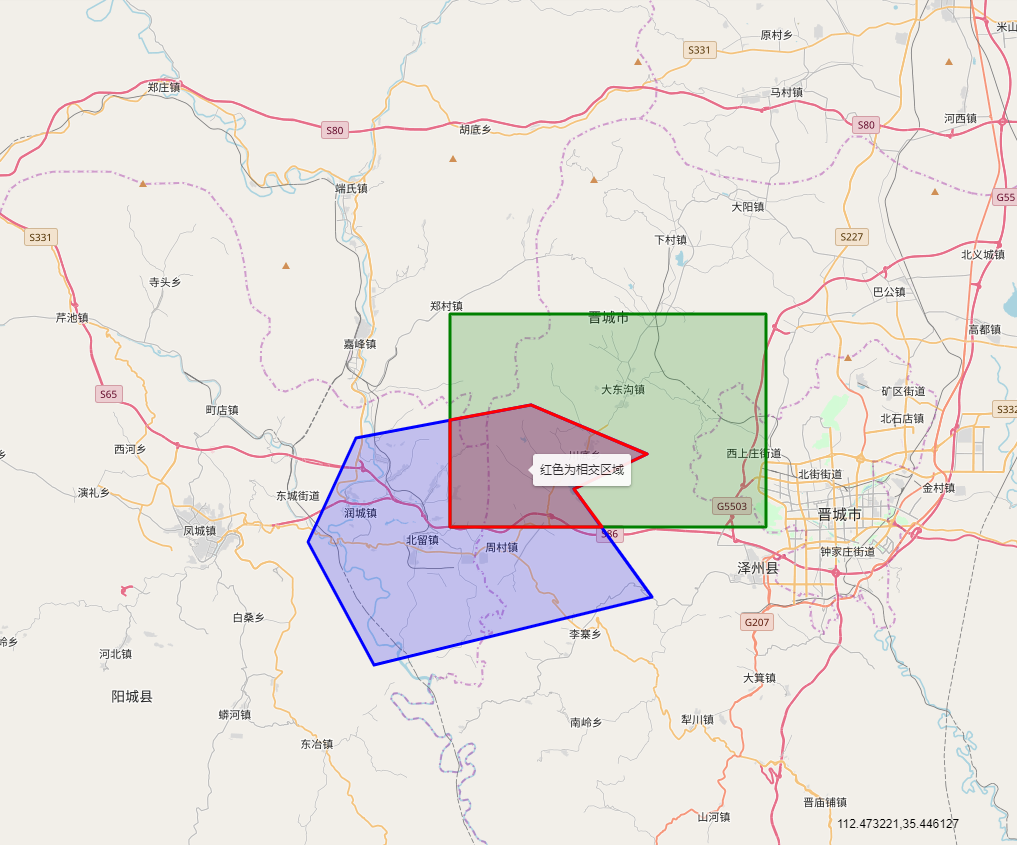 米山
原村乡
S331
郑庄镇
马村镇
S80
胡底乡
S80
河西镇
端氏镇
G55
大阳镇
S331
下村镇
S227
北义城镇
寺头乡
巴公镇
芹池镇
郑村镇
晋城市
高都镇
嘉峰镇
S65
大东沟镇
矿区街道
町店镇
S332
北石店镇
西河乡
西上庄街道
红色为相交区域
北街街道
演礼乡
东城街道
金村镇
润城镇
G5503
晋城市
凤城镇
S86
北留镇
周村镇
钟家庄街道
泽州县
白桑乡
G207
李寨乡
岭乡
河北镇
大箕镇
阳城县
蟒河镇
南岭乡
犁川镇
东冶镇
晋庙铺镇
山河镇
112.473221,35.446127